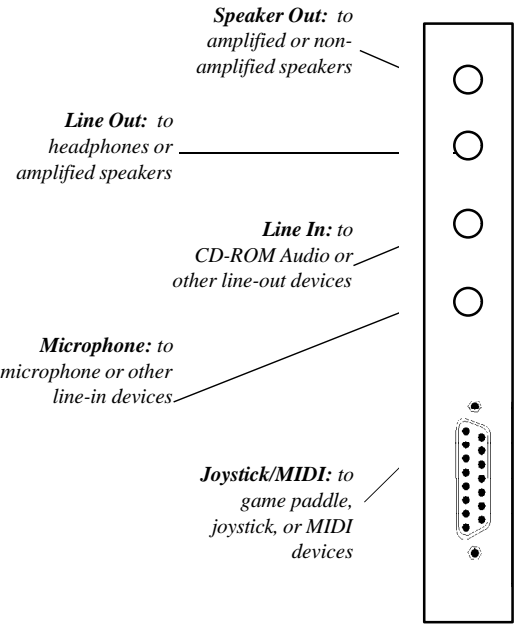 Speaker Out: to
amplified or non-
amplified speakers
Line Out: to
headphones or
amplified speakers
Line In: to
CD-ROM Audio or
other line-out devices
Microphone: to
microphone or other
line-in devices
Joystick/MIDI: to
game paddle,
joystick, or MIDI
devices